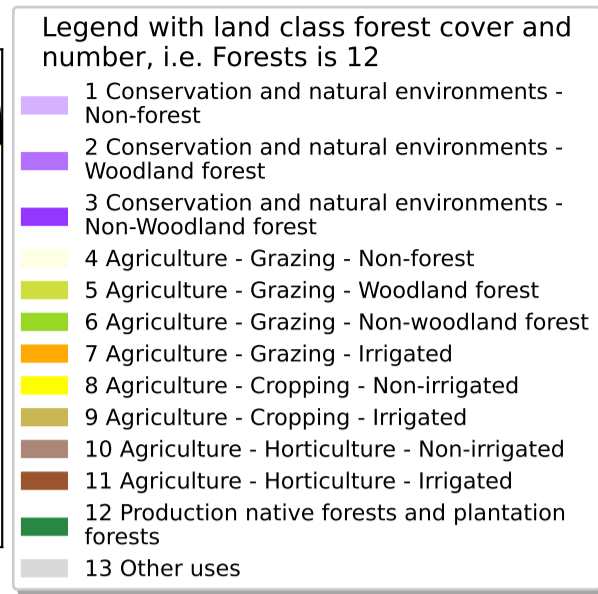 Legend with land class forest cover and
number, i.e. Forests is 12
1 Conservation and natural environments -
Non-forest
2 Conservation and natural environments -
Woodland forest
3 Conservation and natural environments -
Non-Woodland forest
4 Agriculture - Grazing - Non-forest
5 Agriculture - Grazing - Woodland forest
6 Agriculture - Grazing - Non-woodland forest
7 Agriculture - Grazing - Irrigated
8 Agriculture - Cropping - Non-irrigated
9 Agriculture - Cropping - Irrigated
10 Agriculture - Horticulture - Non-irrigated
11 Agriculture - Horticulture - Irrigated
12 Production native forests and plantation
forests
13 Other uses